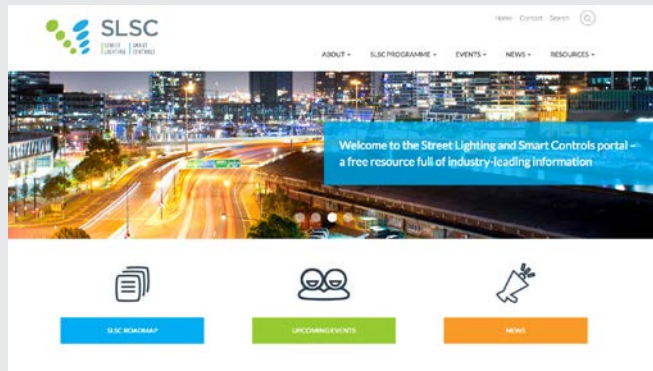 SLSC
STREET LIGHTING SMART CONTROLS
Home Contact Search
ABOUT SLSC PROGRAMME EVENTS NEWS RESOURCES
Welcome to the Street Lighting and Smart Controls portal –
a free resource full of industry-leading information
SLSC ROADMAP
UPCOMING EVENTS
NEWS